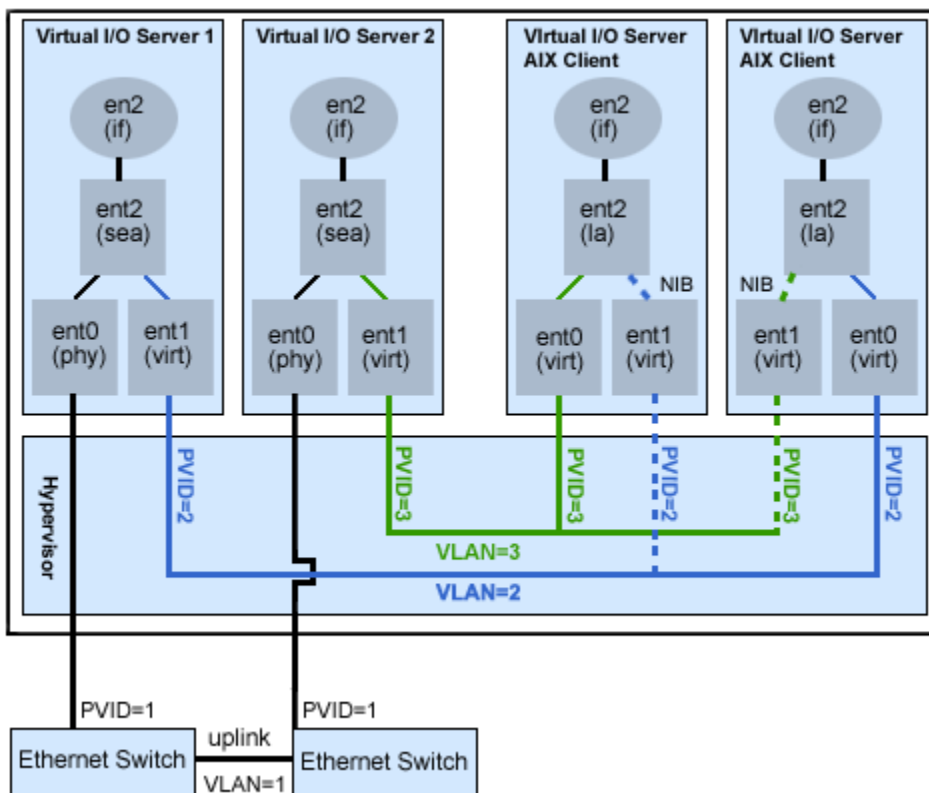 Virtual I/O Server 1
en2
(if)
ent2
(sea)
ent0
(phy)
ent1
(virt)
Virtual I/O Server 2
en2
(if)
ent2
(sea)
ent0
(phy)
ent1
(virt)
VIrtual I/O Server
AIX Client
en2
(if)
ent2
(la)
NIB
ent0
(virt)
ent1
(virt)
VIrtual I/O Server
AIX Client
en2
(if)
ent2
(la)
NIB
ent1
(virt)
ent0
(virt)
Hypervisor
PVID=2
PVID=3
PVID=3
PVID=2
PVID=3
PVID=2
VLAN=3
VLAN=2
PVID=1
PVID=1
Ethernet Switch
uplink
VLAN=1
Ethernet Switch